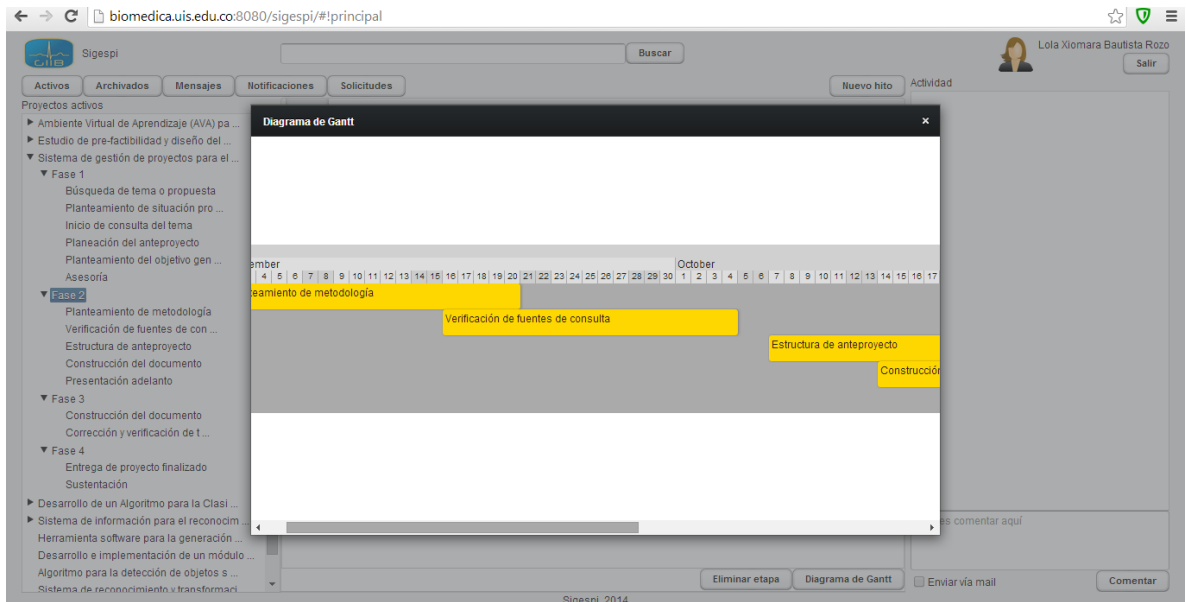 biomedica.uis.edu.co:8080/sigespi/#!principal
CIIB
Sigespi
Buscar
Lola Xiomara Bautista Rozo
Salir
Activos
Archivados
Mensajes
Notificaciones
Solicitudes
Nuevo hito
Actividad
Proyectos activos
Ambiente Virtual de Aprendizaje (AVA) pa ...
Estudio de pre-factibilidad y diseño del ...
Sistema de gestión de proyectos para el ...
Fase 1
Búsqueda de tema o propuesta
Planteamiento de situación pro ...
Inicio de consulta del tema
Planeación del anteproyecto
Planteamiento del objetivo gen ...
Asesoría
Fase 2
Planteamiento de metodología
Verificación de fuentes de con ...
Estructura de anteproyecto
Construcción del documento
Presentación adelanto
Fase 3
Construcción del documento
Corrección y verificación de t ...
Fase 4
Entrega de proyecto finalizado
Sustentación
Desarrollo de un Algoritmo para la Clasi ...
Sistema de información para el reconocim ...
Herramienta software para la generación ...
Desarrollo e implementación de un módulo ...
Algoritmo para la detección de objetos s ...
Sistema de reconocimiento y transformaci
Diagrama de Gantt
×
ember
October
4 5 6 7 8 9 10 11 12 13 14 15 16 17 18 19 20 21 22 23 24 25 26 27 28 29 30 1 2 3 4 5 6 7 8 9 10 11 12 13 14 15 16 17
eamiento de metodología
Verificación de fuentes de consulta
Estructura de anteproyecto
Construcción
es comentar aquí
Eliminar etapa
Diagrama de Gantt
Enviar vía mail
Comentar
Sigespi, 2014